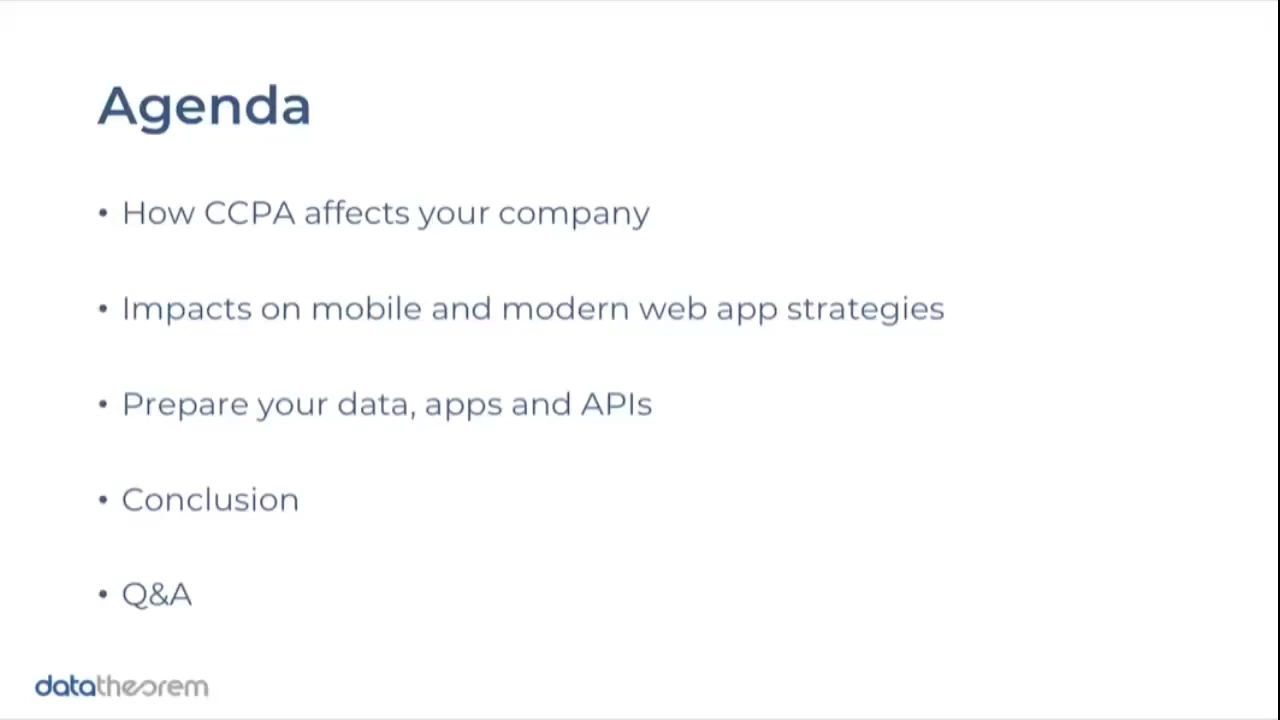 Agenda
• How CCPA affects your company
• Impacts on mobile and modern web app strategies
• Prepare your data, apps and APIs
• Conclusion
• Q&A
datatheorem